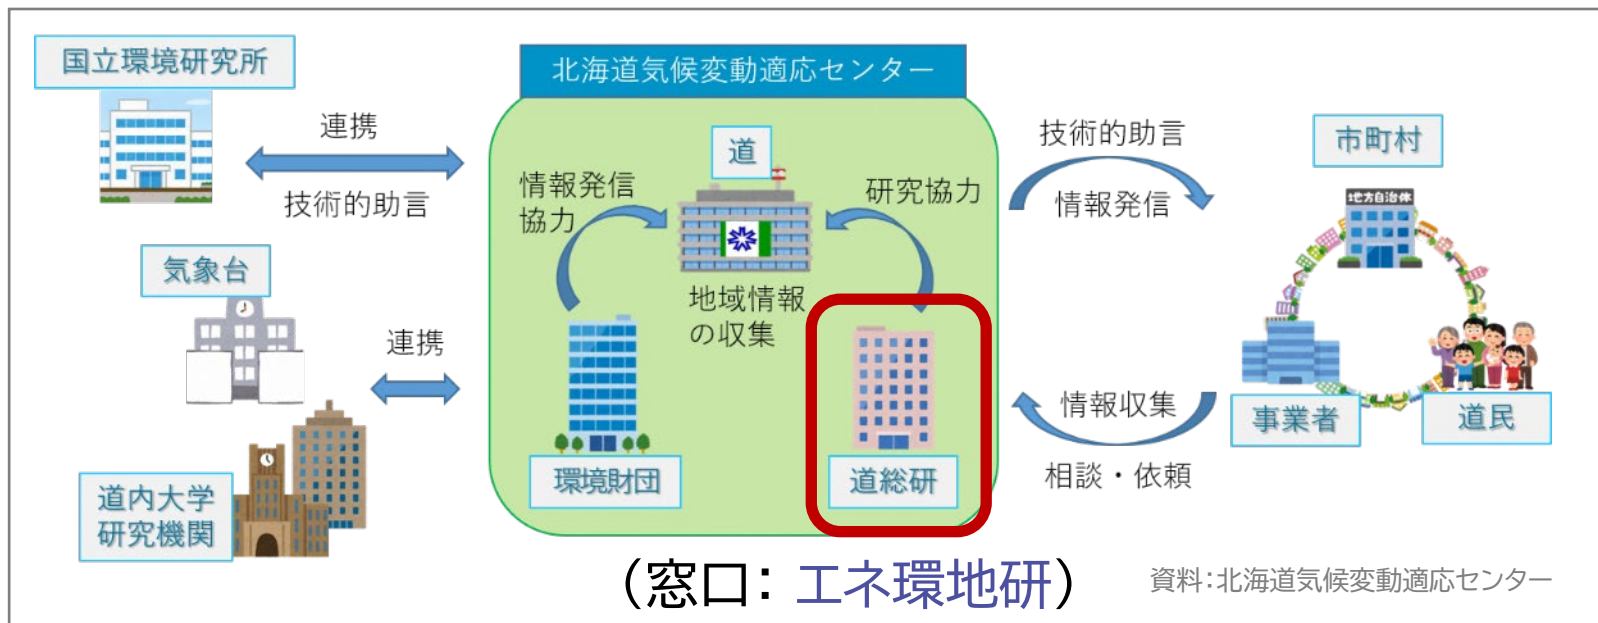 国立環境研究所
連携
技術的助言
気象台
連携
道内大学
研究機関
北海道気候変動適応センター
道
情報発信
協力
研究協力
地域情報
の収集
環境財団
道総研
技術的助言
情報発信
市町村
地方自治体
情報収集
相談・依頼
事業者
道民
(窓口: エネ環地研)
資料:北海道気候変動適応センター